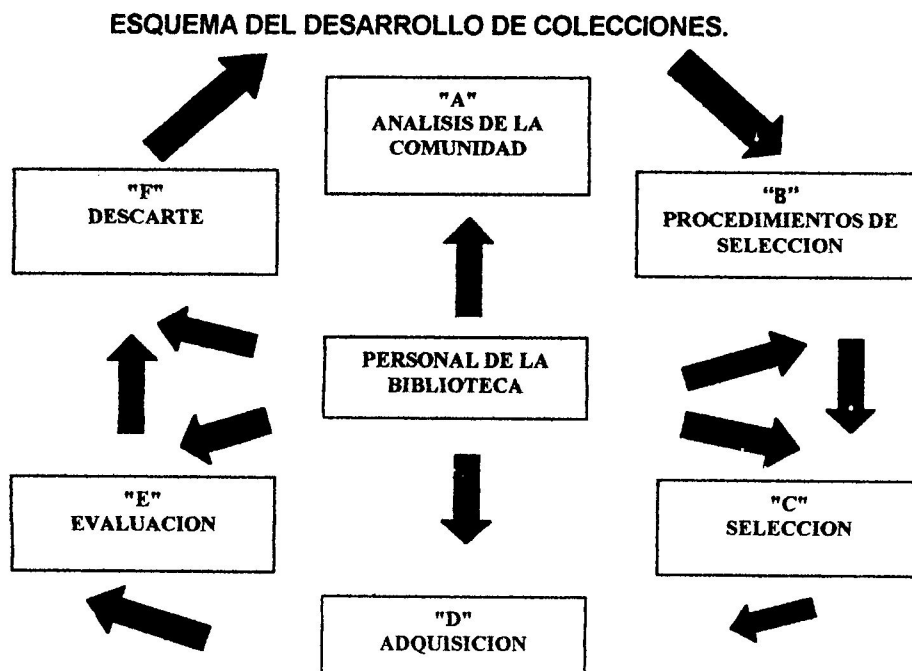 ESQUEMA DEL DESARROLLO DE COLECCIONES.
"A"
ANALISIS DE LA
COMUNIDAD
"B"
PROCEDIMIENTOS DE
SELECCION
"C"
SELECCION
"D"
ADQUISICION
"E"
EVALUACION
"F"
DESCARTE
PERSONAL DE LA
BIBLIOTECA